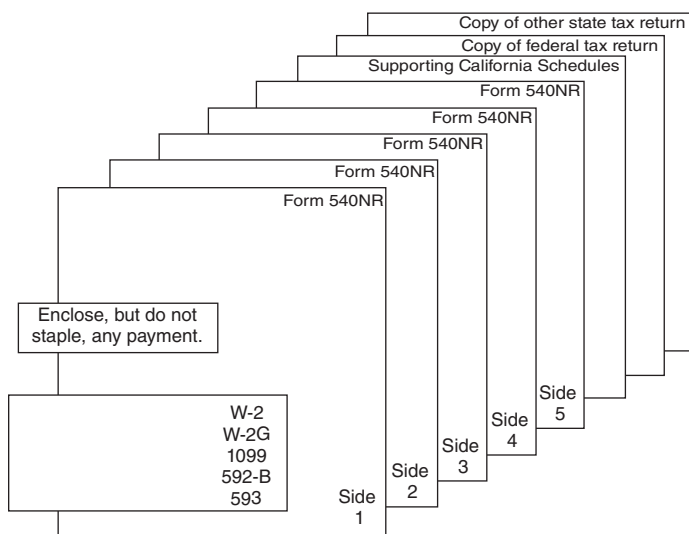 Copy of other state tax return
Copy of federal tax return
Supporting California Schedules
Form 540NR
Form 540NR
Form 540NR
Form 540NR
Form 540NR
Enclose, but do not
staple, any payment.
W-2
W-2G
1099
592-B
593
Side
1
Side
2
Side
3
Side
4
Side
5